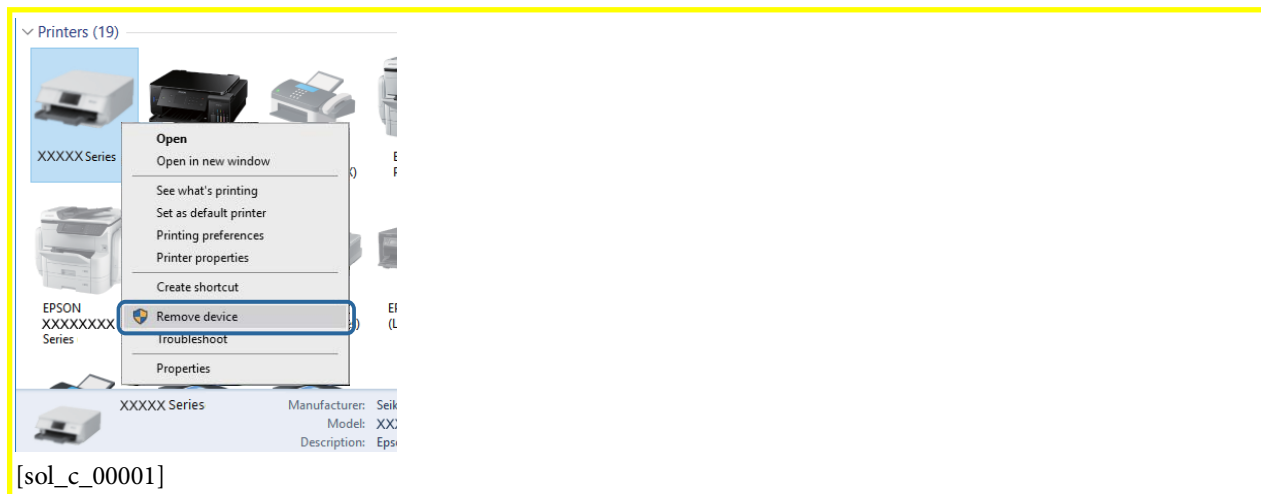 Printers (19)
XXXXX Series
Open
Open in new window
See what's printing
Set as default printer
Printing preferences
Printer properties
Create shortcut
Remove device
Troubleshoot
Properties
EPSON
XXXXXXXX
Series
XXXXX Series
Manufacturer:
Model:
Description:
[sol_c_00001]